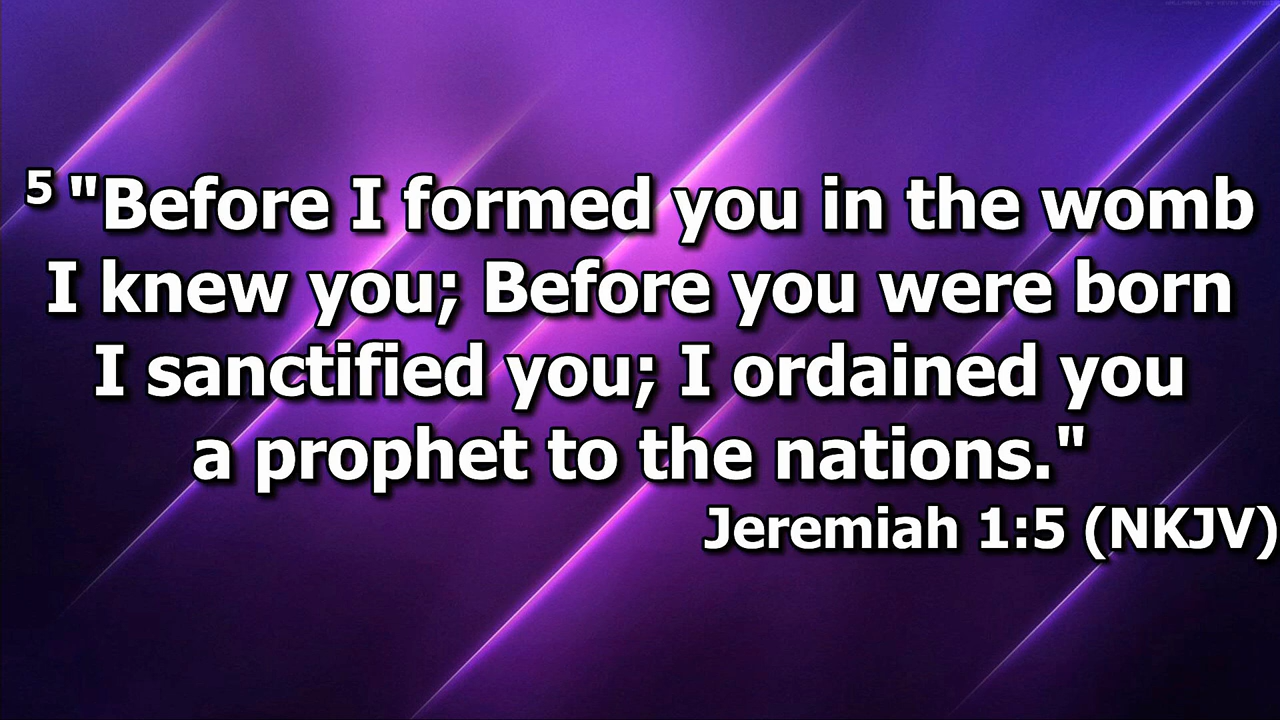 5 "Before I formed you in the womb
I knew you; Before you were born
I sanctified you; I ordained you
a prophet to the nations."
Jeremiah 1:5 (NKJV)